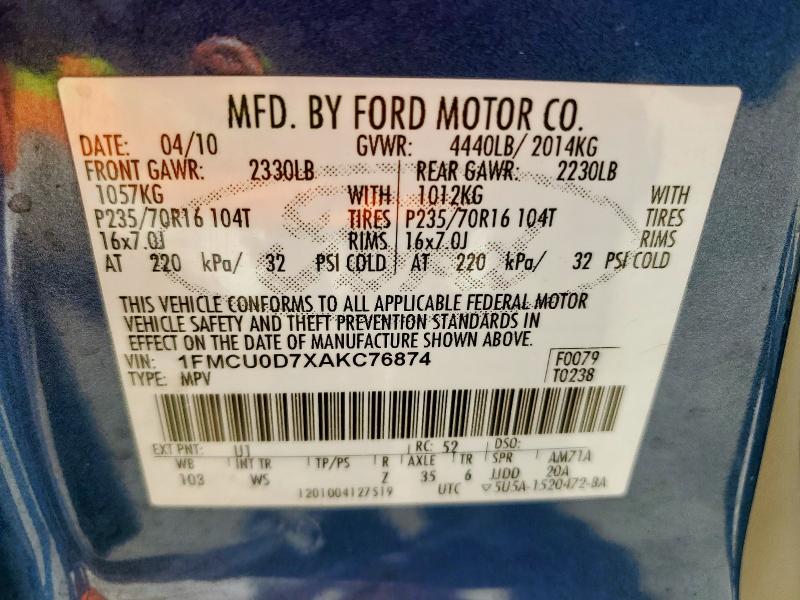 MFD. BY FORD MOTOR CO.
DATE: 04/10 GVWR: 4440LB/ 2014KG
FRONT GAWR: 2330LB REAR GAWR: 2230LB
1057KG WITH 1012KG WITH
P235/70R16 104T TIRES P235/70R16 104T TIRES
16x7.0J RIMS 16x7.0J RIMS
AT 220 kPa/ 32 PSI COLD AT 220 kPa/ 32 PSI COLD
THIS VEHICLE CONFORMS TO ALL APPLICABLE FEDERAL MOTOR
VEHICLE SAFETY AND THEFT PREVENTION STANDARDS IN
EFFECT ON THE DATE OF MANUFACTURE SHOWN ABOVE.
VIN: 1FMCU0D7XAKC76874 F0079
TYPE: MPV T0238
EXT PNT: U1 RC: 52 DSO:
WB INT TR TP/PS R AXLE TR SPR AM71A
103 WS Z 35 6 JJDD 20A
1201004127519 UTC 5U5A-1520472-BA